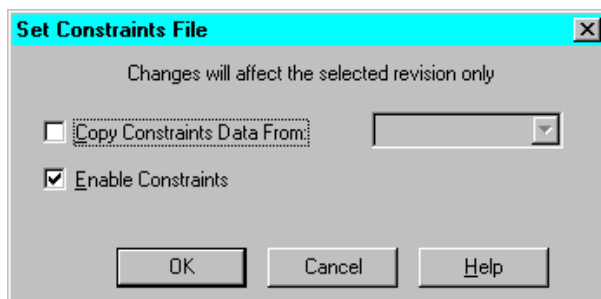 Set Constraints File
Changes will affect the selected revision only
Copy Constraints Data From:
Enable Constraints
OK Cancel Help